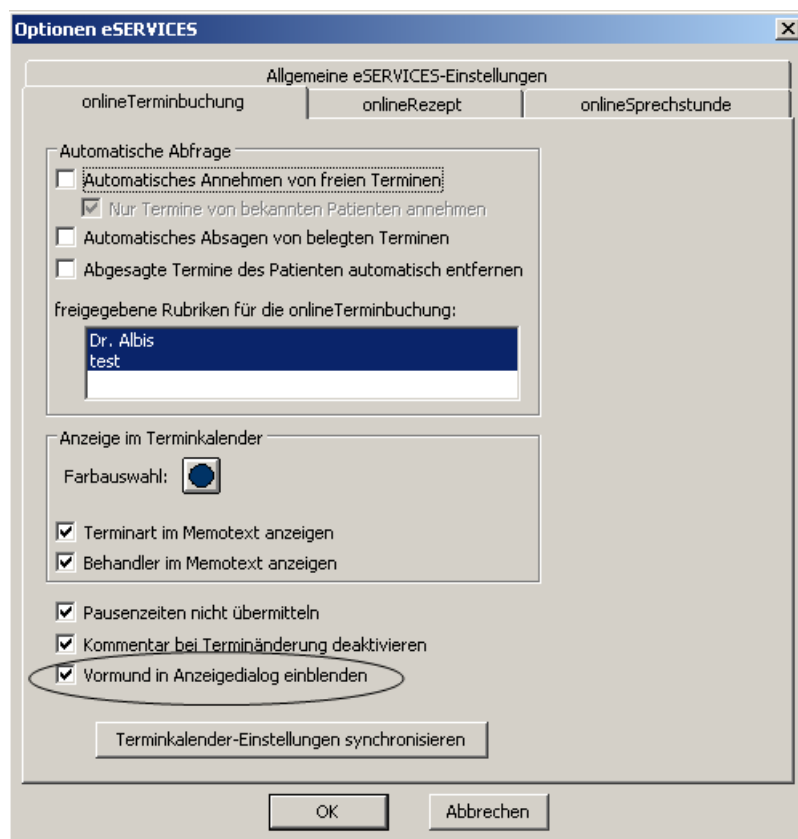 Optionen eSERVICES
Allgemeine eSERVICES-Einstellungen
onlineTerminbuchung onlineRezept onlineSprechstunde
Automatische Abfrage
Automatisches Annehmen von freien Terminen
Nur Termine von bekannten Patienten annehmen
Automatisches Absagen von belegten Terminen
Abgesagte Termine des Patienten automatisch entfernen
freigegebene Rubriken für die onlineTerminbuchung:
Dr. Albis
test
Anzeige im Terminkalender
Farbauswahl:
Terminart im Memotext anzeigen
Behandler im Memotext anzeigen
Pausenzeiten nicht übermitteln
Kommentar bei Terminänderung deaktivieren
Vormund in Anzeigedialog einblenden
Terminkalender-Einstellungen synchronisieren
OK Abbrechen